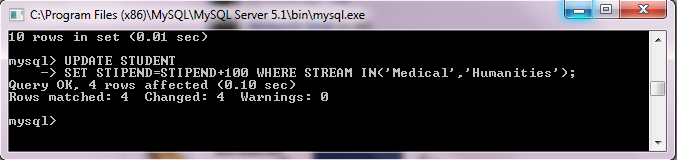 C:\Program Files (x86)\MySQL\MySQL Server 5.1\bin\mysql.exe
10 rows in set (0.01 sec)
mysql> UPDATE STUDENT
    -> SET STIPEND=STIPEND+100 WHERE STREAM IN('Medical','Humanities');
Query OK, 4 rows affected (0.10 sec)
Rows matched: 4  Changed: 4  Warnings: 0
mysql>